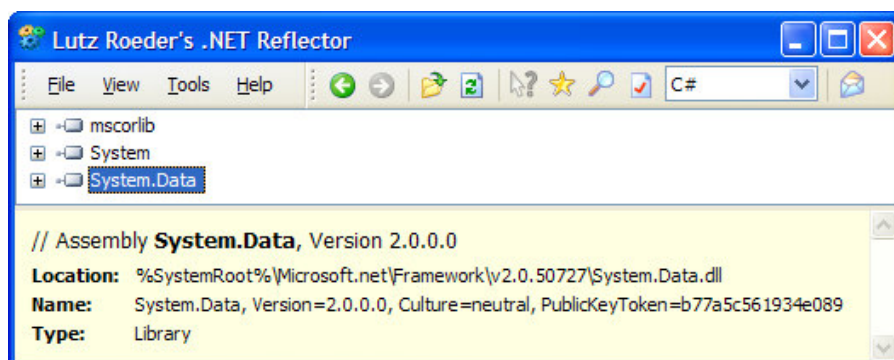 Lutz Roeder's .NET Reflector
File View Tools Help C#
mscorlib
System
System.Data
// Assembly System.Data, Version 2.0.0.0
Location: %SystemRoot%\Microsoft.net\Framework\v2.0.50727\System.Data.dll
Name: System.Data, Version=2.0.0.0, Culture=neutral, PublicKeyToken=b77a5c561934e089
Type: Library